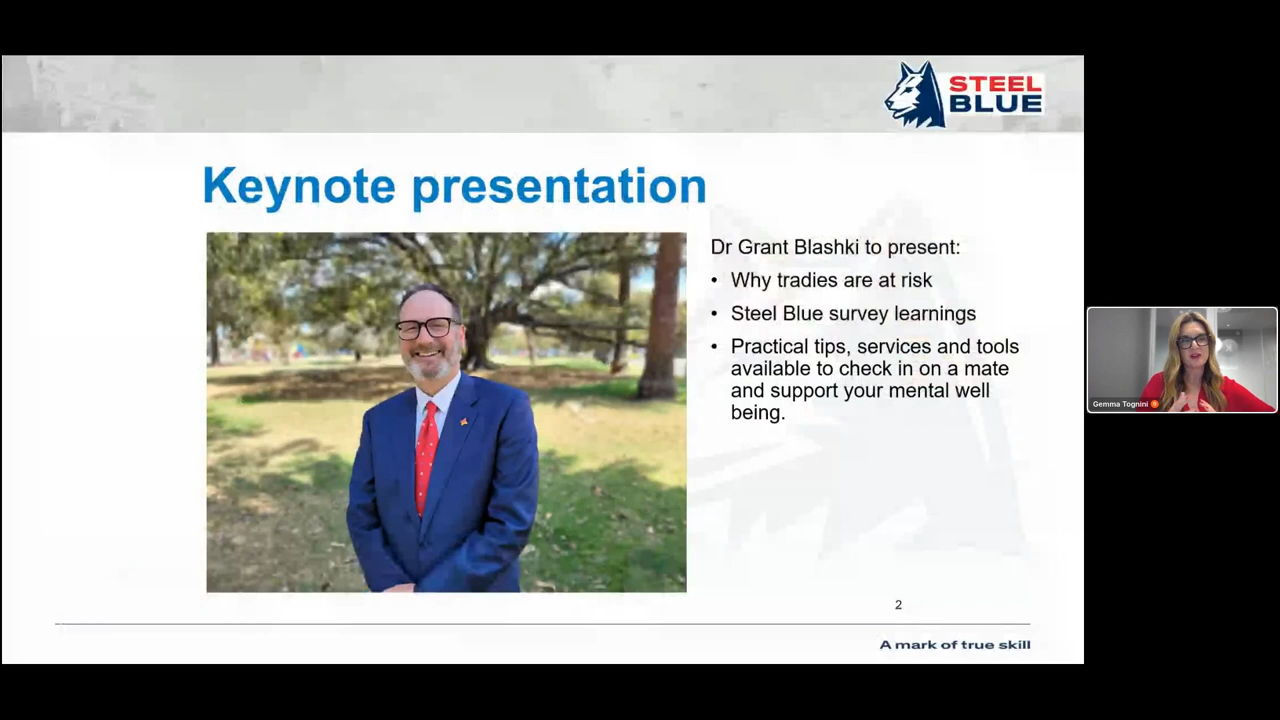 STEEL
BLUE
Keynote presentation
Dr Grant Blashki to present:
• Why tradies are at risk
• Steel Blue survey learnings
• Practical tips, services and tools
available to check in on a mate
and support your mental well
being.
Gemma Tognini
2
A mark of true skill